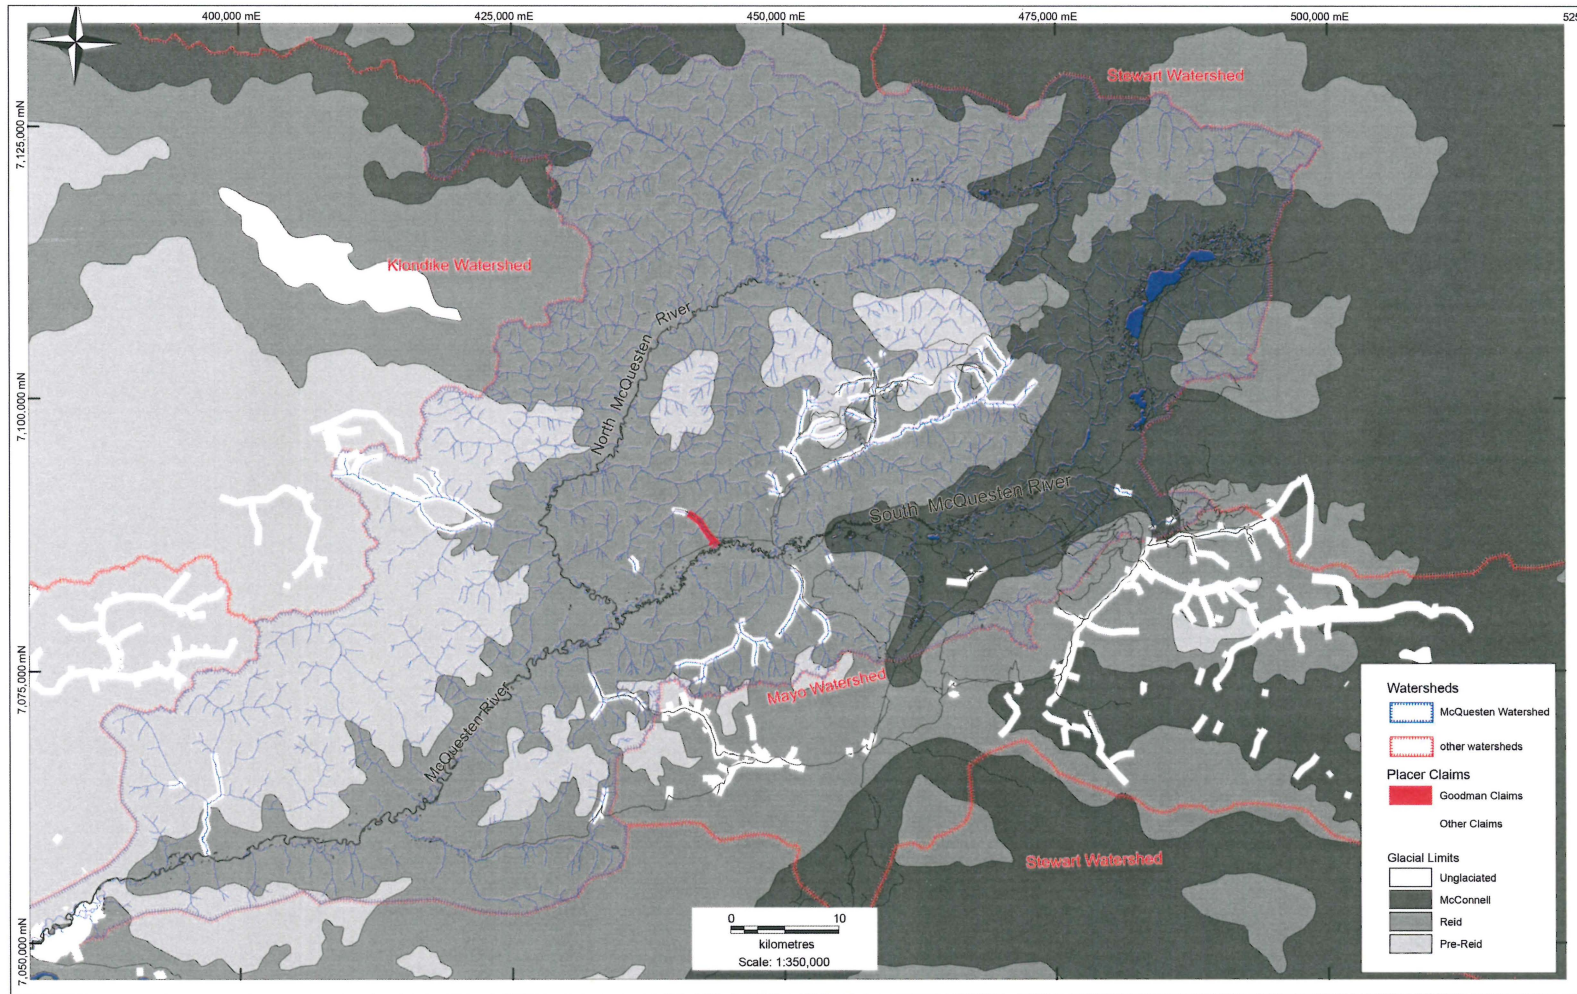 400,000 mE
425,000 mE
450,000 mE
475,000 mE
500,000 mE
525
7,125,000 mN
7,100,000 mN
7,075,000 mN
7,050,000 mN
Stewart Watershed
Klondike Watershed
North McQuesten River
South McQuesten River
McQuesten River
Mayo Watershed
Stewart Watershed
0 10
kilometres
Scale: 1:350,000
Watersheds
McQuesten Watershed
other watersheds
Placer Claims
Goodman Claims
Other Claims
Glacial Limits
Unglaciated
McConnell
Reid
Pre-Reid